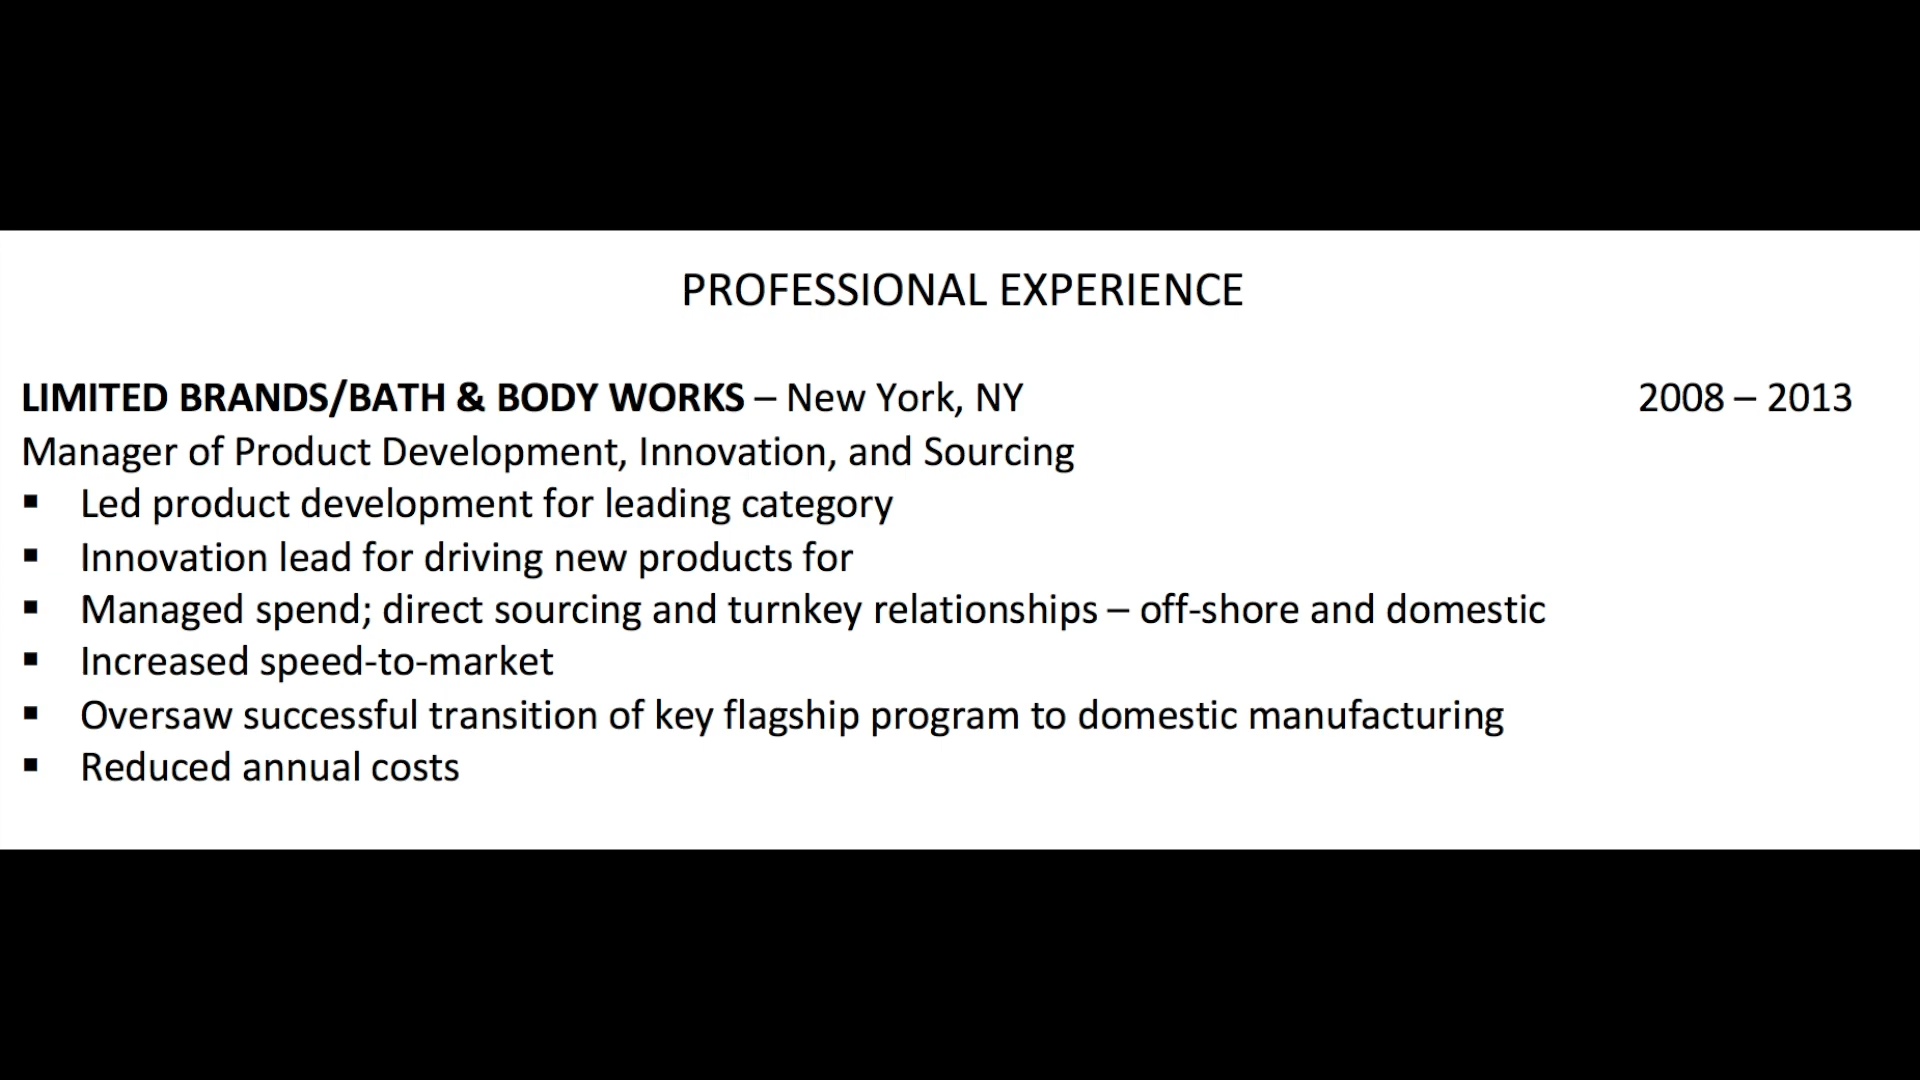 PROFESSIONAL EXPERIENCE
LIMITED BRANDS/BATH & BODY WORKS – New York, NY 2008 – 2013
Manager of Product Development, Innovation, and Sourcing
▪ Led product development for leading category
▪ Innovation lead for driving new products for
▪ Managed spend; direct sourcing and turnkey relationships – off-shore and domestic
▪ Increased speed-to-market
▪ Oversaw successful transition of key flagship program to domestic manufacturing
▪ Reduced annual costs